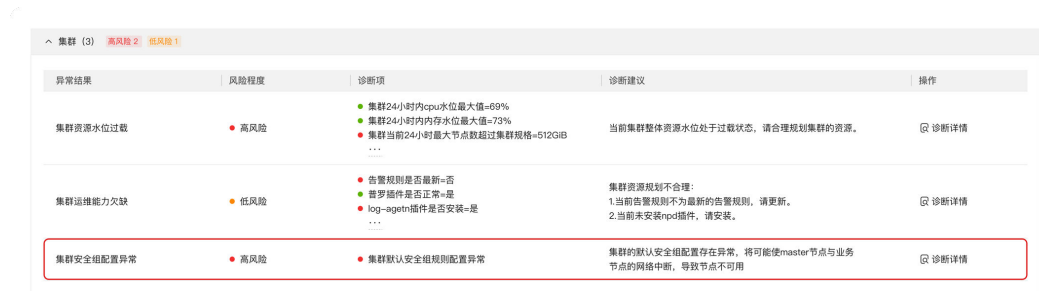 集群（3） 高风险 2 低风险 1
异常结果 风险程度 诊断项 诊断建议 操作
集群资源水位过载 高风险 集群24小时内cpu水位最大值=69% 当前集群整体资源水位处于过载状态，请合理规划集群的资源。 诊断详情
集群24小时内内存水位最大值=73%
集群当前24小时最大节点数超过集群规格=512GiB
...
集群运维能力欠缺 低风险 告警规则是否最新=否 集群资源规划不合理： 诊断详情
普罗插件是否正常=是 1.当前告警规则不为最新的告警规则，请更新。
log-agetn插件是否安装=是 2.当前未安装npd插件，请安装。
...
集群安全组配置异常 高风险 集群默认安全组规则配置异常 集群的默认安全组配置存在异常，将可能使master节点与业务 诊断详情
节点的网络中断，导致节点不可用